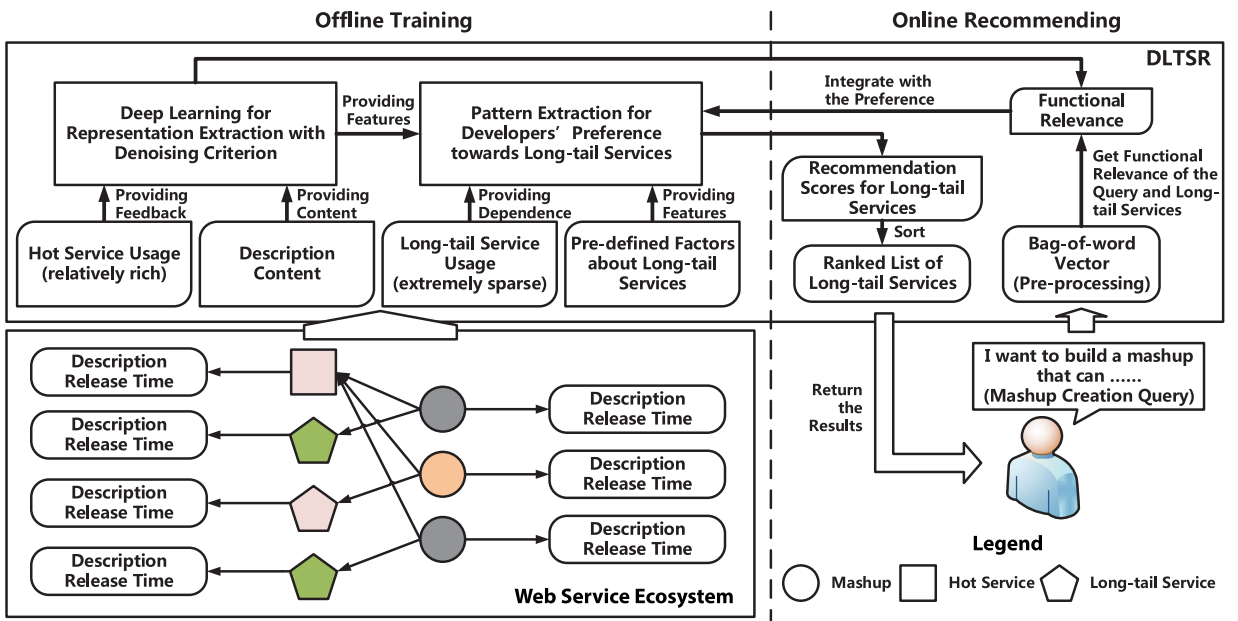 Offline Training
Online Recommending
DLTSR
Deep Learning for
Representation Extraction with
Denoising Criterion
Providing
Features
Pattern Extraction for
Developers' Preference
towards Long-tail Services
Integrate with
the Preference
Functional
Relevance
Providing
Feedback
Providing
Content
Providing
Dependence
Providing
Features
Recommendation
Scores for Long-tail
Services
Get Functional
Relevance of the
Query and Long-
tail Services
Hot Service Usage
(relatively rich)
Description
Content
Long-tail Service
Usage
(extremely sparse)
Pre-defined Factors
about Long-tail
Services
Sort
Ranked List of
Long-tail Services
Bag-of-word
Vector
(Pre-processing)
Description
Release Time
Description
Release Time
Description
Release Time
Description
Release Time
Description
Release Time
Description
Release Time
Description
Release Time
Web Service Ecosystem
Return
the
Results
I want to build a mashup
that can ......
(Mashup Creation Query)
Legend
Mashup
Hot Service
Long-tail Service